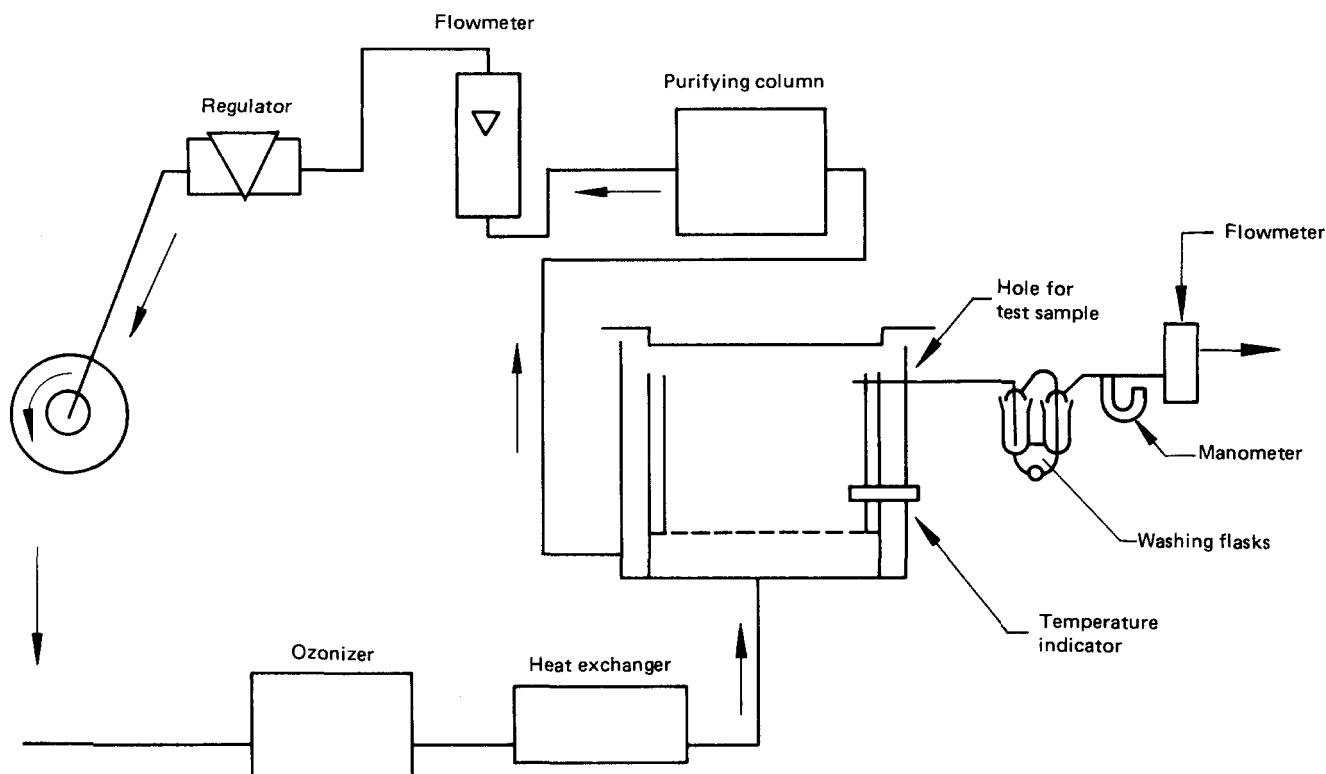 Flowmeter
Purifying column
Regulator
Flowmeter
Hole for
test sample
Manometer
Washing flasks
Temperature
indicator
Ozonizer
Heat exchanger